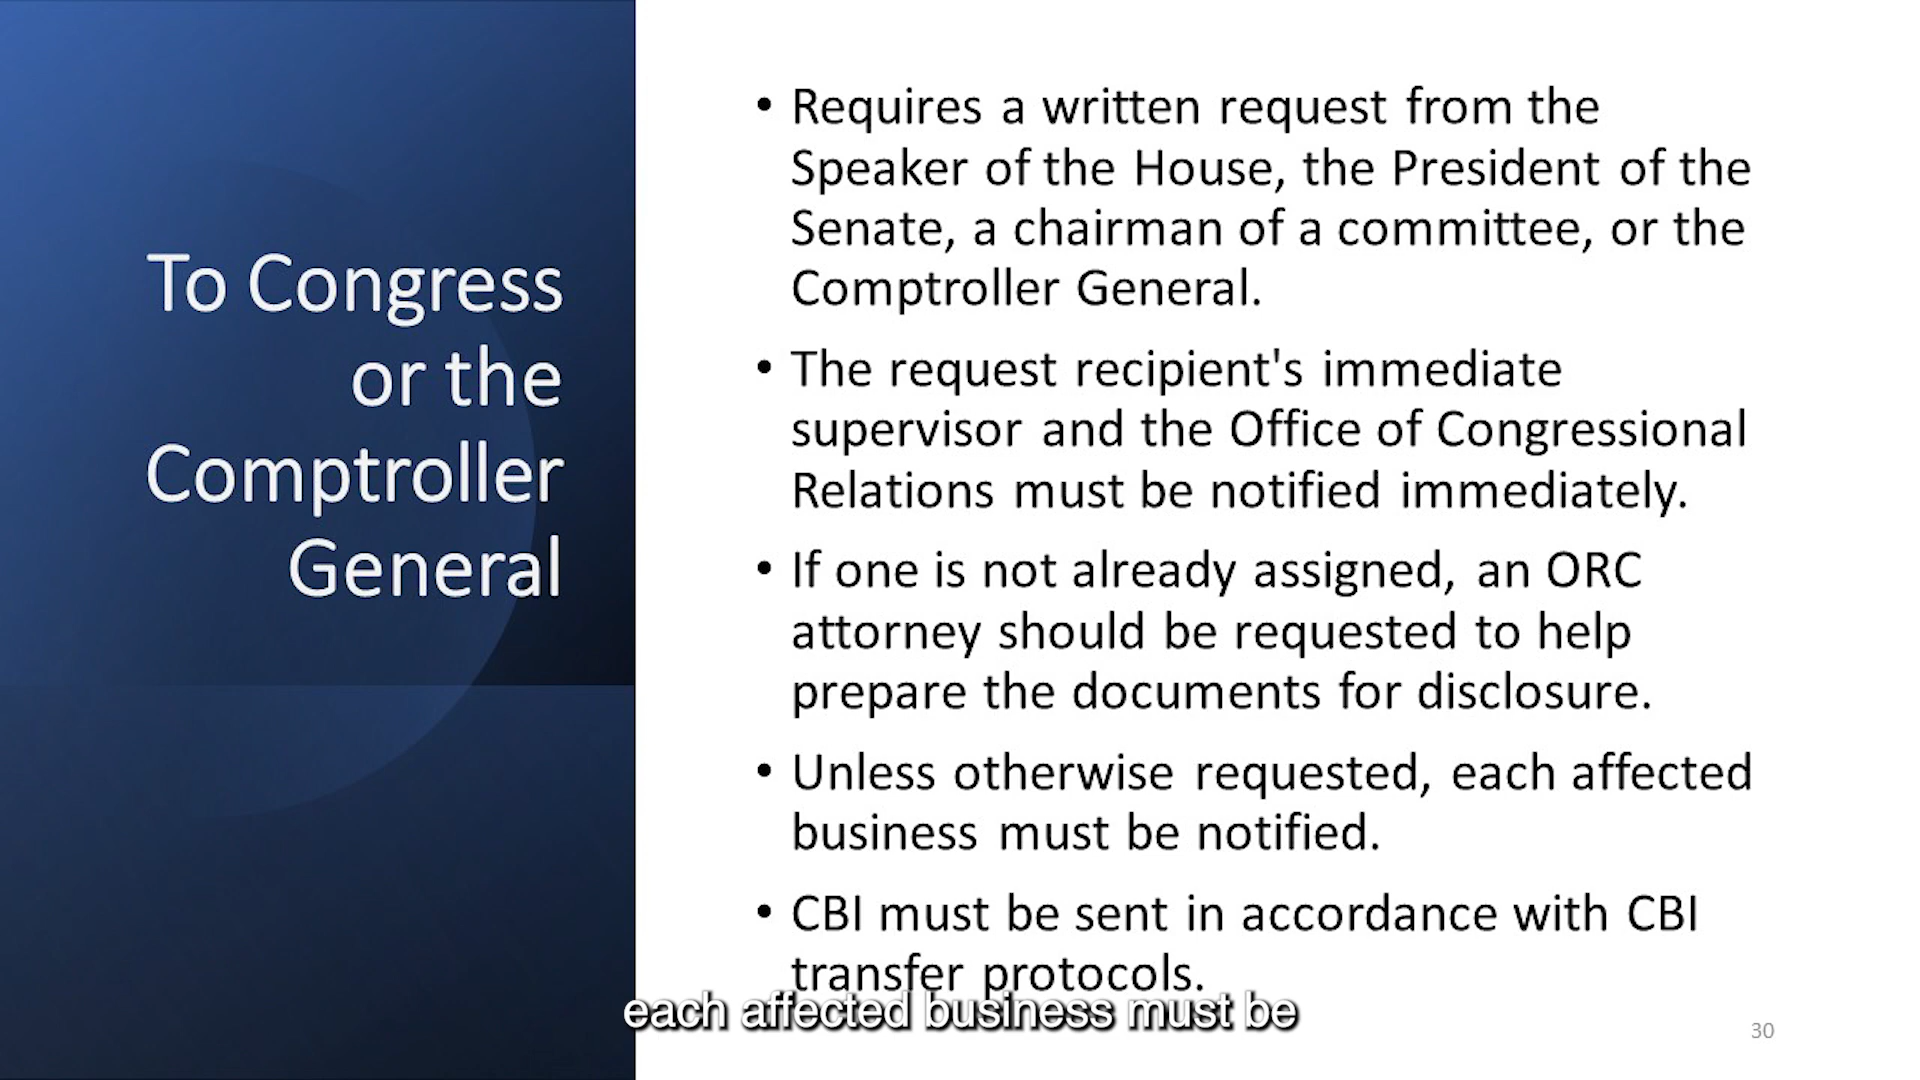 To Congress
or the
Comptroller
General
• Requires a written request from the
Speaker of the House, the President of the
Senate, a chairman of a committee, or the
Comptroller General.
• The request recipient's immediate
supervisor and the Office of Congressional
Relations must be notified immediately.
• If one is not already assigned, an ORC
attorney should be requested to help
prepare the documents for disclosure.
• Unless otherwise requested, each affected
business must be notified.
• CBI must be sent in accordance with CBI
transfer protocols.
each affected business must be
30